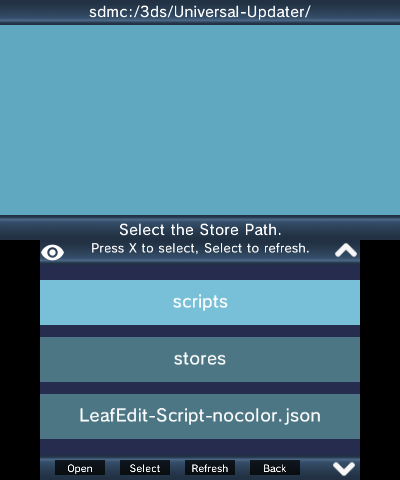 sdmc:/3ds/Universal-Updater/
Select the Store Path.
Press X to select, Select to refresh.
scripts
stores
LeafEdit-Script-nocolor.json
Open Select Refresh Back